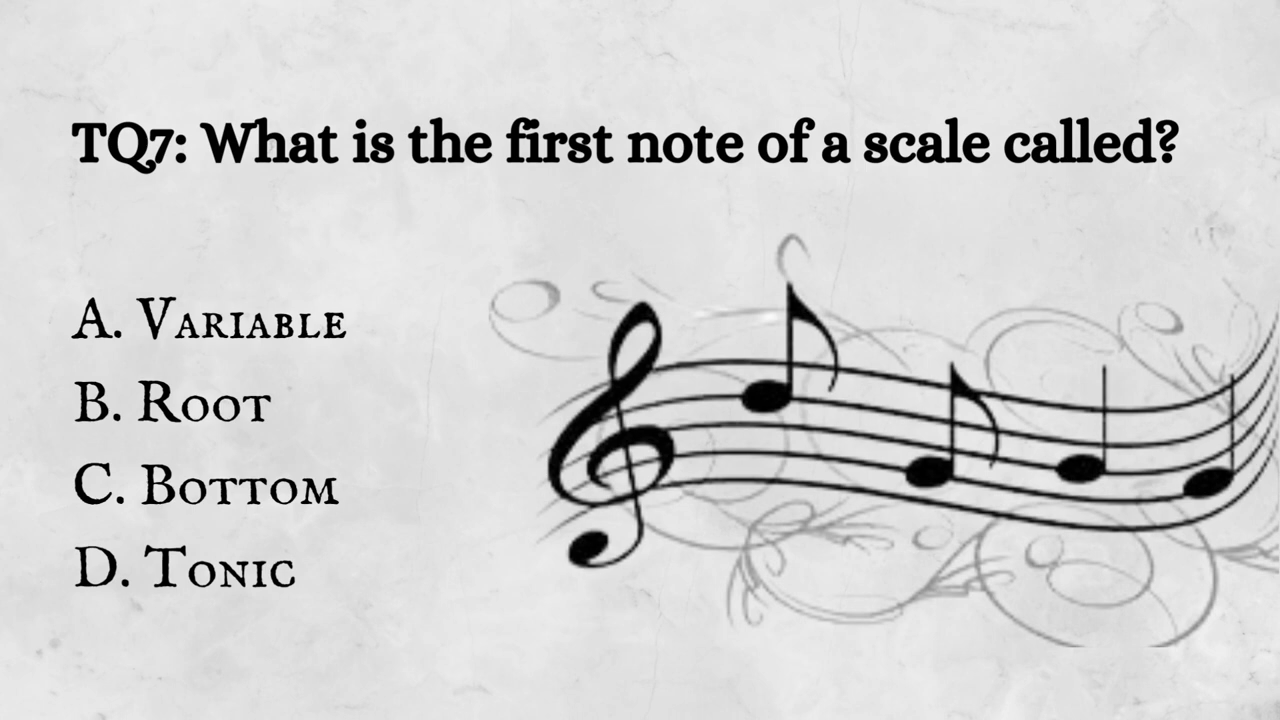 TQ7: What is the first note of a scale called?
A. Variable
B. Root
C. Bottom
D. Tonic